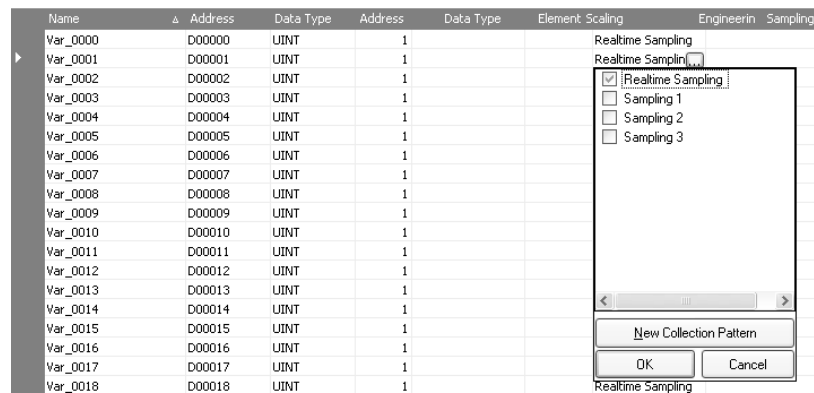 Name Address Data Type Address Data Type Element Scaling Engineerin Sampling
Var_0000 D00000 UINT 1 Realtime Sampling
Var_0001 D00001 UINT 1 Realtime Samplin ...
Var_0002 D00002 UINT 1 Realtime Sampling
Var_0003 D00003 UINT 1 Sampling 1
Var_0004 D00004 UINT 1 Sampling 2
Var_0005 D00005 UINT 1 Sampling 3
Var_0006 D00006 UINT 1
Var_0007 D00007 UINT 1
Var_0008 D00008 UINT 1
Var_0009 D00009 UINT 1
Var_0010 D00010 UINT 1
Var_0011 D00011 UINT 1
Var_0012 D00012 UINT 1
Var_0013 D00013 UINT 1
Var_0014 D00014 UINT 1
Var_0015 D00015 UINT 1 New Collection Pattern
Var_0016 D00016 UINT 1
Var_0017 D00017 UINT 1 OK Cancel
Var_0018 D00018 UINT 1 Realtime Sampling